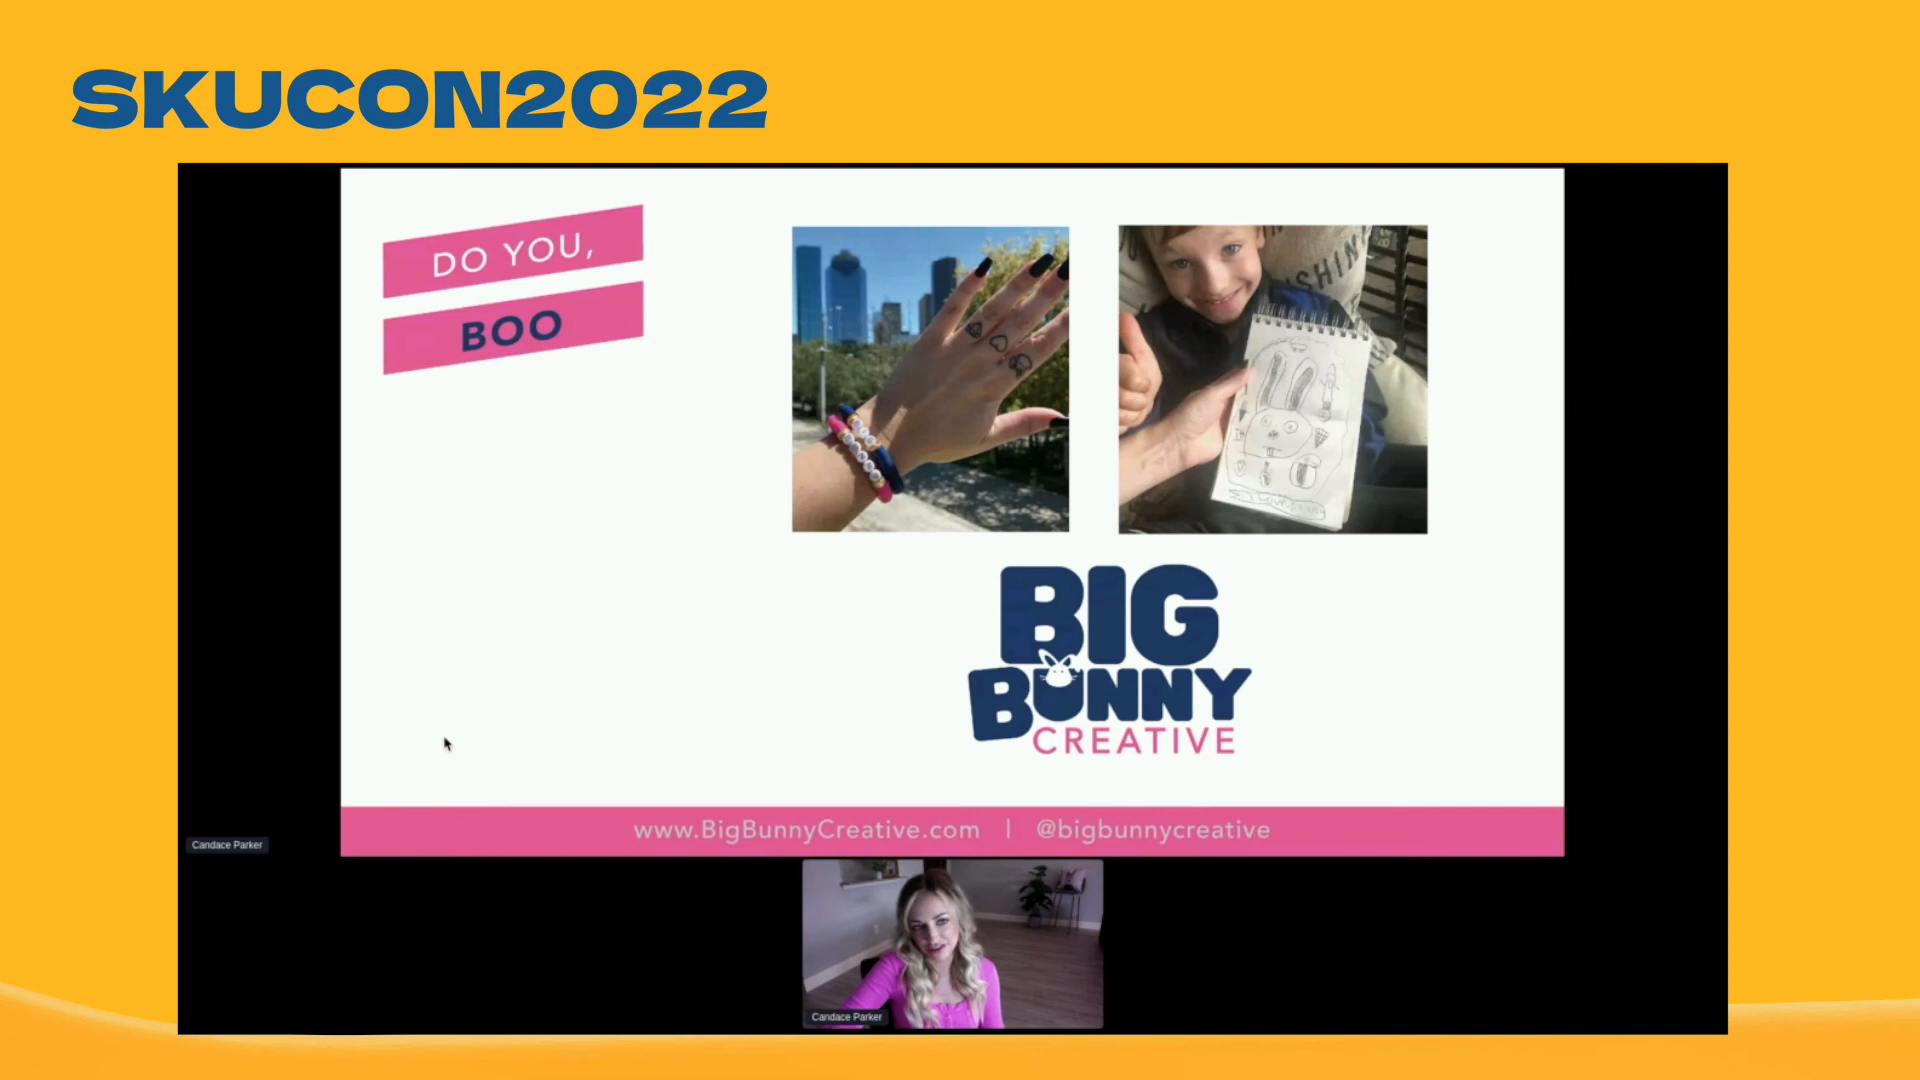 SKUCON2022
DO YOU,
BOO
BIG
BUNNY
CREATIVE
www.BigBunnyCreative.com | @bigbunnycreative
Candace Parker
Candace Parker